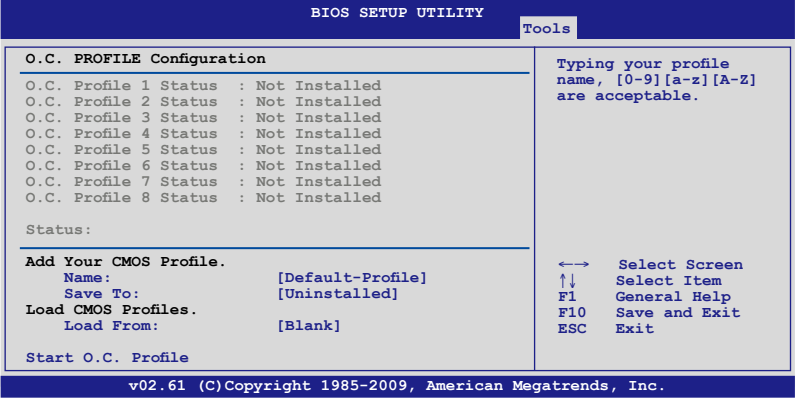 BIOS SETUP UTILITY
Tools
O.C. PROFILE Configuration
O.C. Profile 1 Status : Not Installed
O.C. Profile 2 Status : Not Installed
O.C. Profile 3 Status : Not Installed
O.C. Profile 4 Status : Not Installed
O.C. Profile 5 Status : Not Installed
O.C. Profile 6 Status : Not Installed
O.C. Profile 7 Status : Not Installed
O.C. Profile 8 Status : Not Installed
Status:
Add Your CMOS Profile.
Name: [Default-Profile]
Save To: [Uninstalled]
Load CMOS Profiles.
Load From: [Blank]
Start O.C. Profile
Typing your profile
name, [0-9][a-z][A-Z]
are acceptable.
←→ Select Screen
↑↓ Select Item
F1 General Help
F10 Save and Exit
ESC Exit
v02.61 (C)Copyright 1985-2009, American Megatrends, Inc.